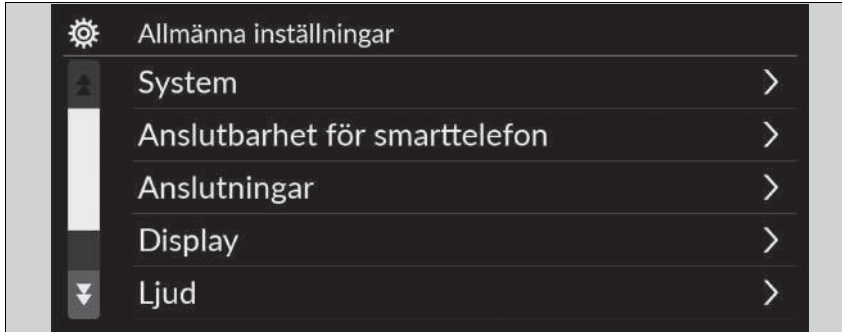 Allmänna inställningar
System
Anslutbarhet för smarttelefon
Anslutningar
Display
Ljud